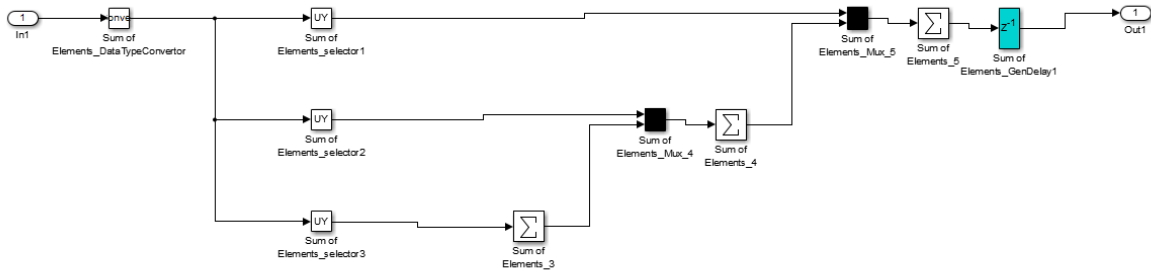 1
In1
onve
Sum of
Elements_DataTypeConvertor
UY
Sum of
Elements_selector1
UY
Sum of
Elements_selector2
UY
Sum of
Elements_selector3
Σ
Sum of
Elements_3
Sum of
Elements_Mux_4
Σ
Sum of
Elements_4
Sum of
Elements_Mux_5
Σ
Sum of
Elements_5
z-1
Sum of
Elements_GenDelay1
1
Out1